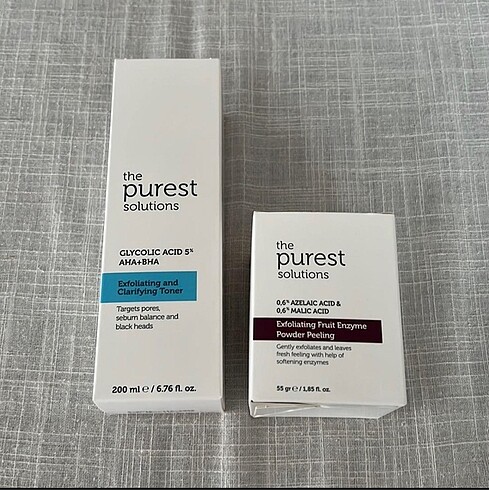 the
purest
solutions
GLYCOLIC ACID 5%
AHA+BHA
Exfoliating and
Clarifying Toner
Targets pores,
sebum balance and
black heads
200 ml ℮ / 6.76 fl. oz.
the
purest
solutions
0,6% AZELAIC ACID &
0,6% MALIC ACID
Exfoliating Fruit Enzyme
Powder Peeling
Gently exfoliates and leaves
fresh feeling with help of
softening enzymes
55 gr ℮ / 1,85 fl. oz.